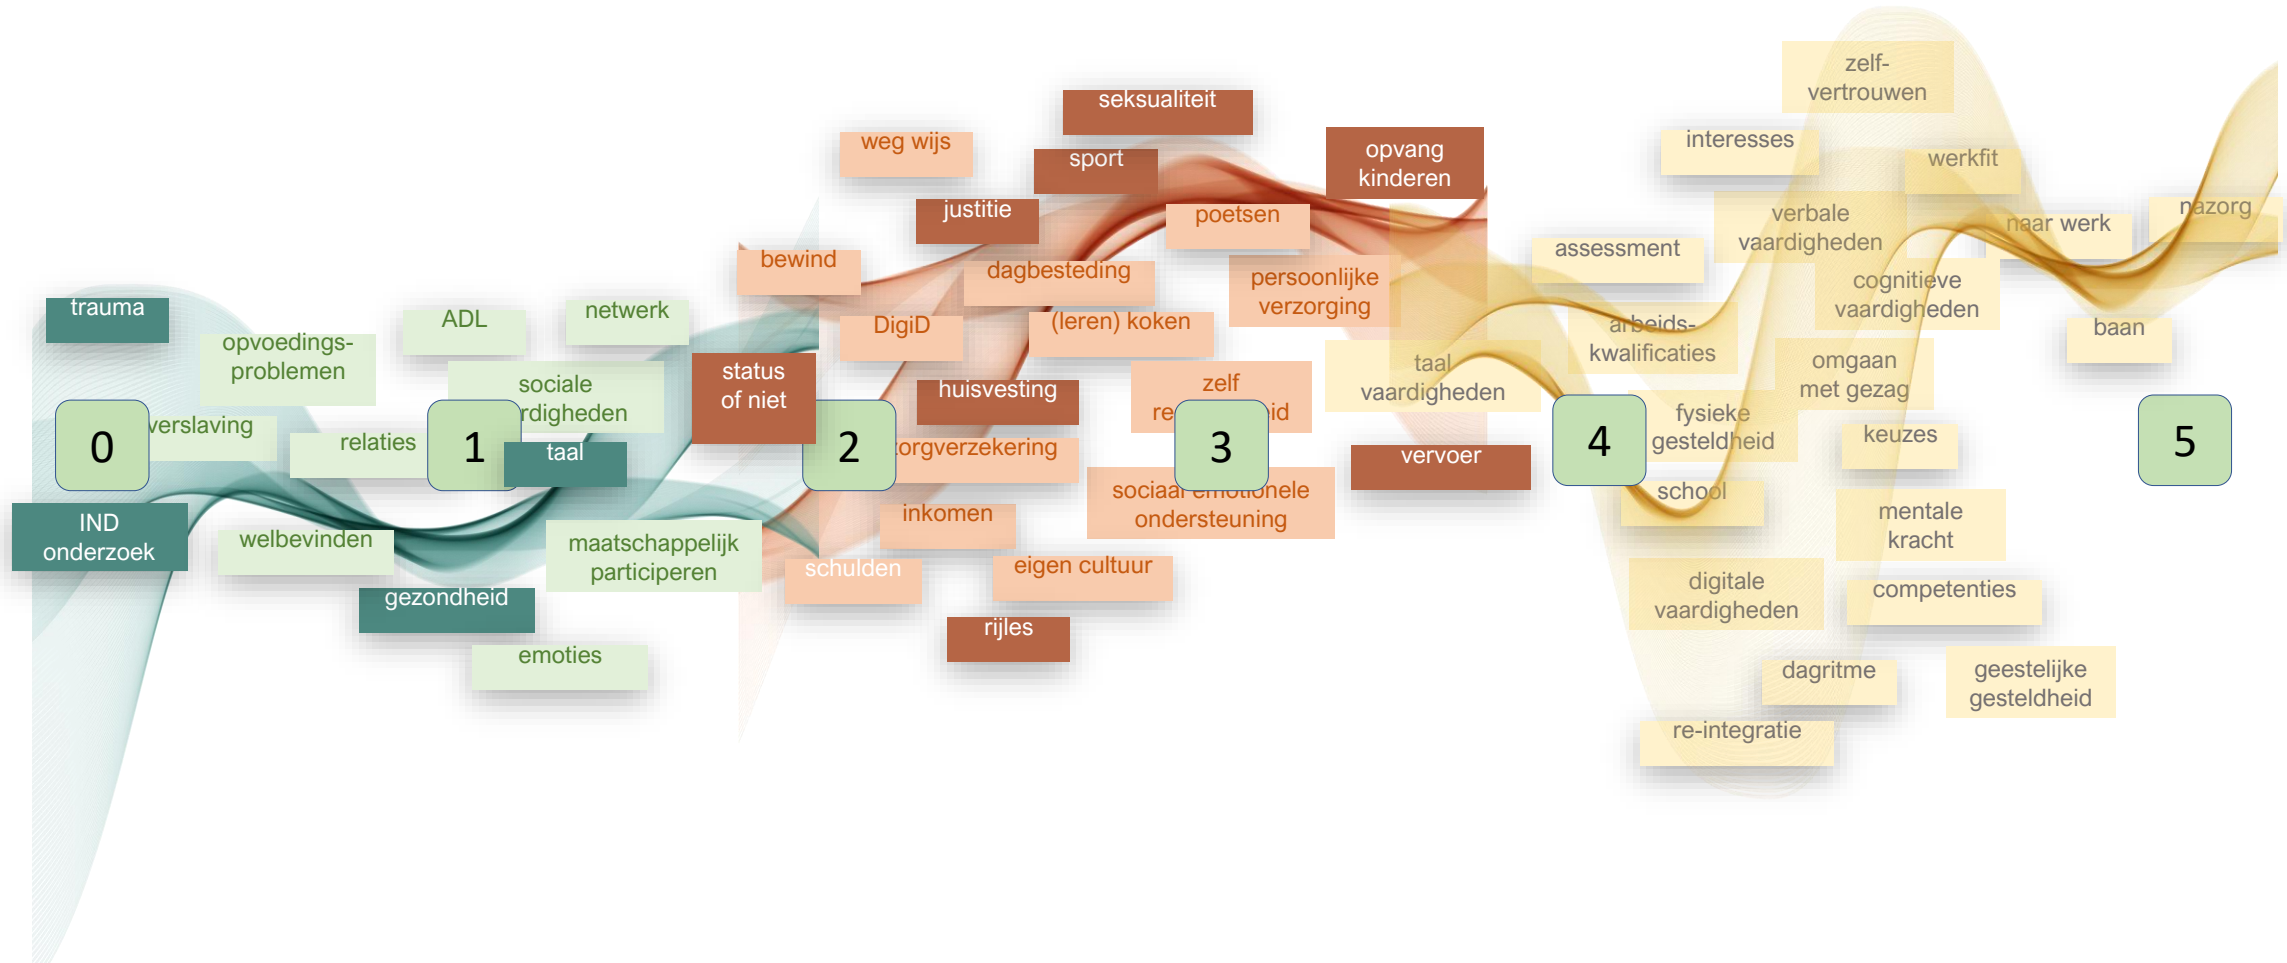 zelf-
vertrouwen
seksualiteit
weg wijs
sport
opvang
kinderen
interesses
werkfit
justitie
poetsen
verbale
vaardigheden
naar werk
nazorg
bewind
dagbesteding
persoonlijke
verzorging
assessment
cognitieve
vaardigheden
trauma
opvoedings-
problemen
ADL
netwerk
DigiD
(leren) koken
arbeids-
kwalificaties
baan
sociale
rdigheden
status
of niet
huisvesting
zelf
taal
vaardigheden
omgaan
met gezag
fysieke
gesteldheid
keuzes
0
verslaving
relaties
1
taal
2
orgverzekering
3
vervoer
4
5
IND
onderzoek
welbevinden
gezondheid
emoties
maatschappelijk
participeren
schulden
inkomen
eigen cultuur
rijles
sociaal emotionele
ondersteuning
school
mentale
kracht
digitale
vaardigheden
competenties
dagritme
geestelijke
gesteldheid
re-integratie